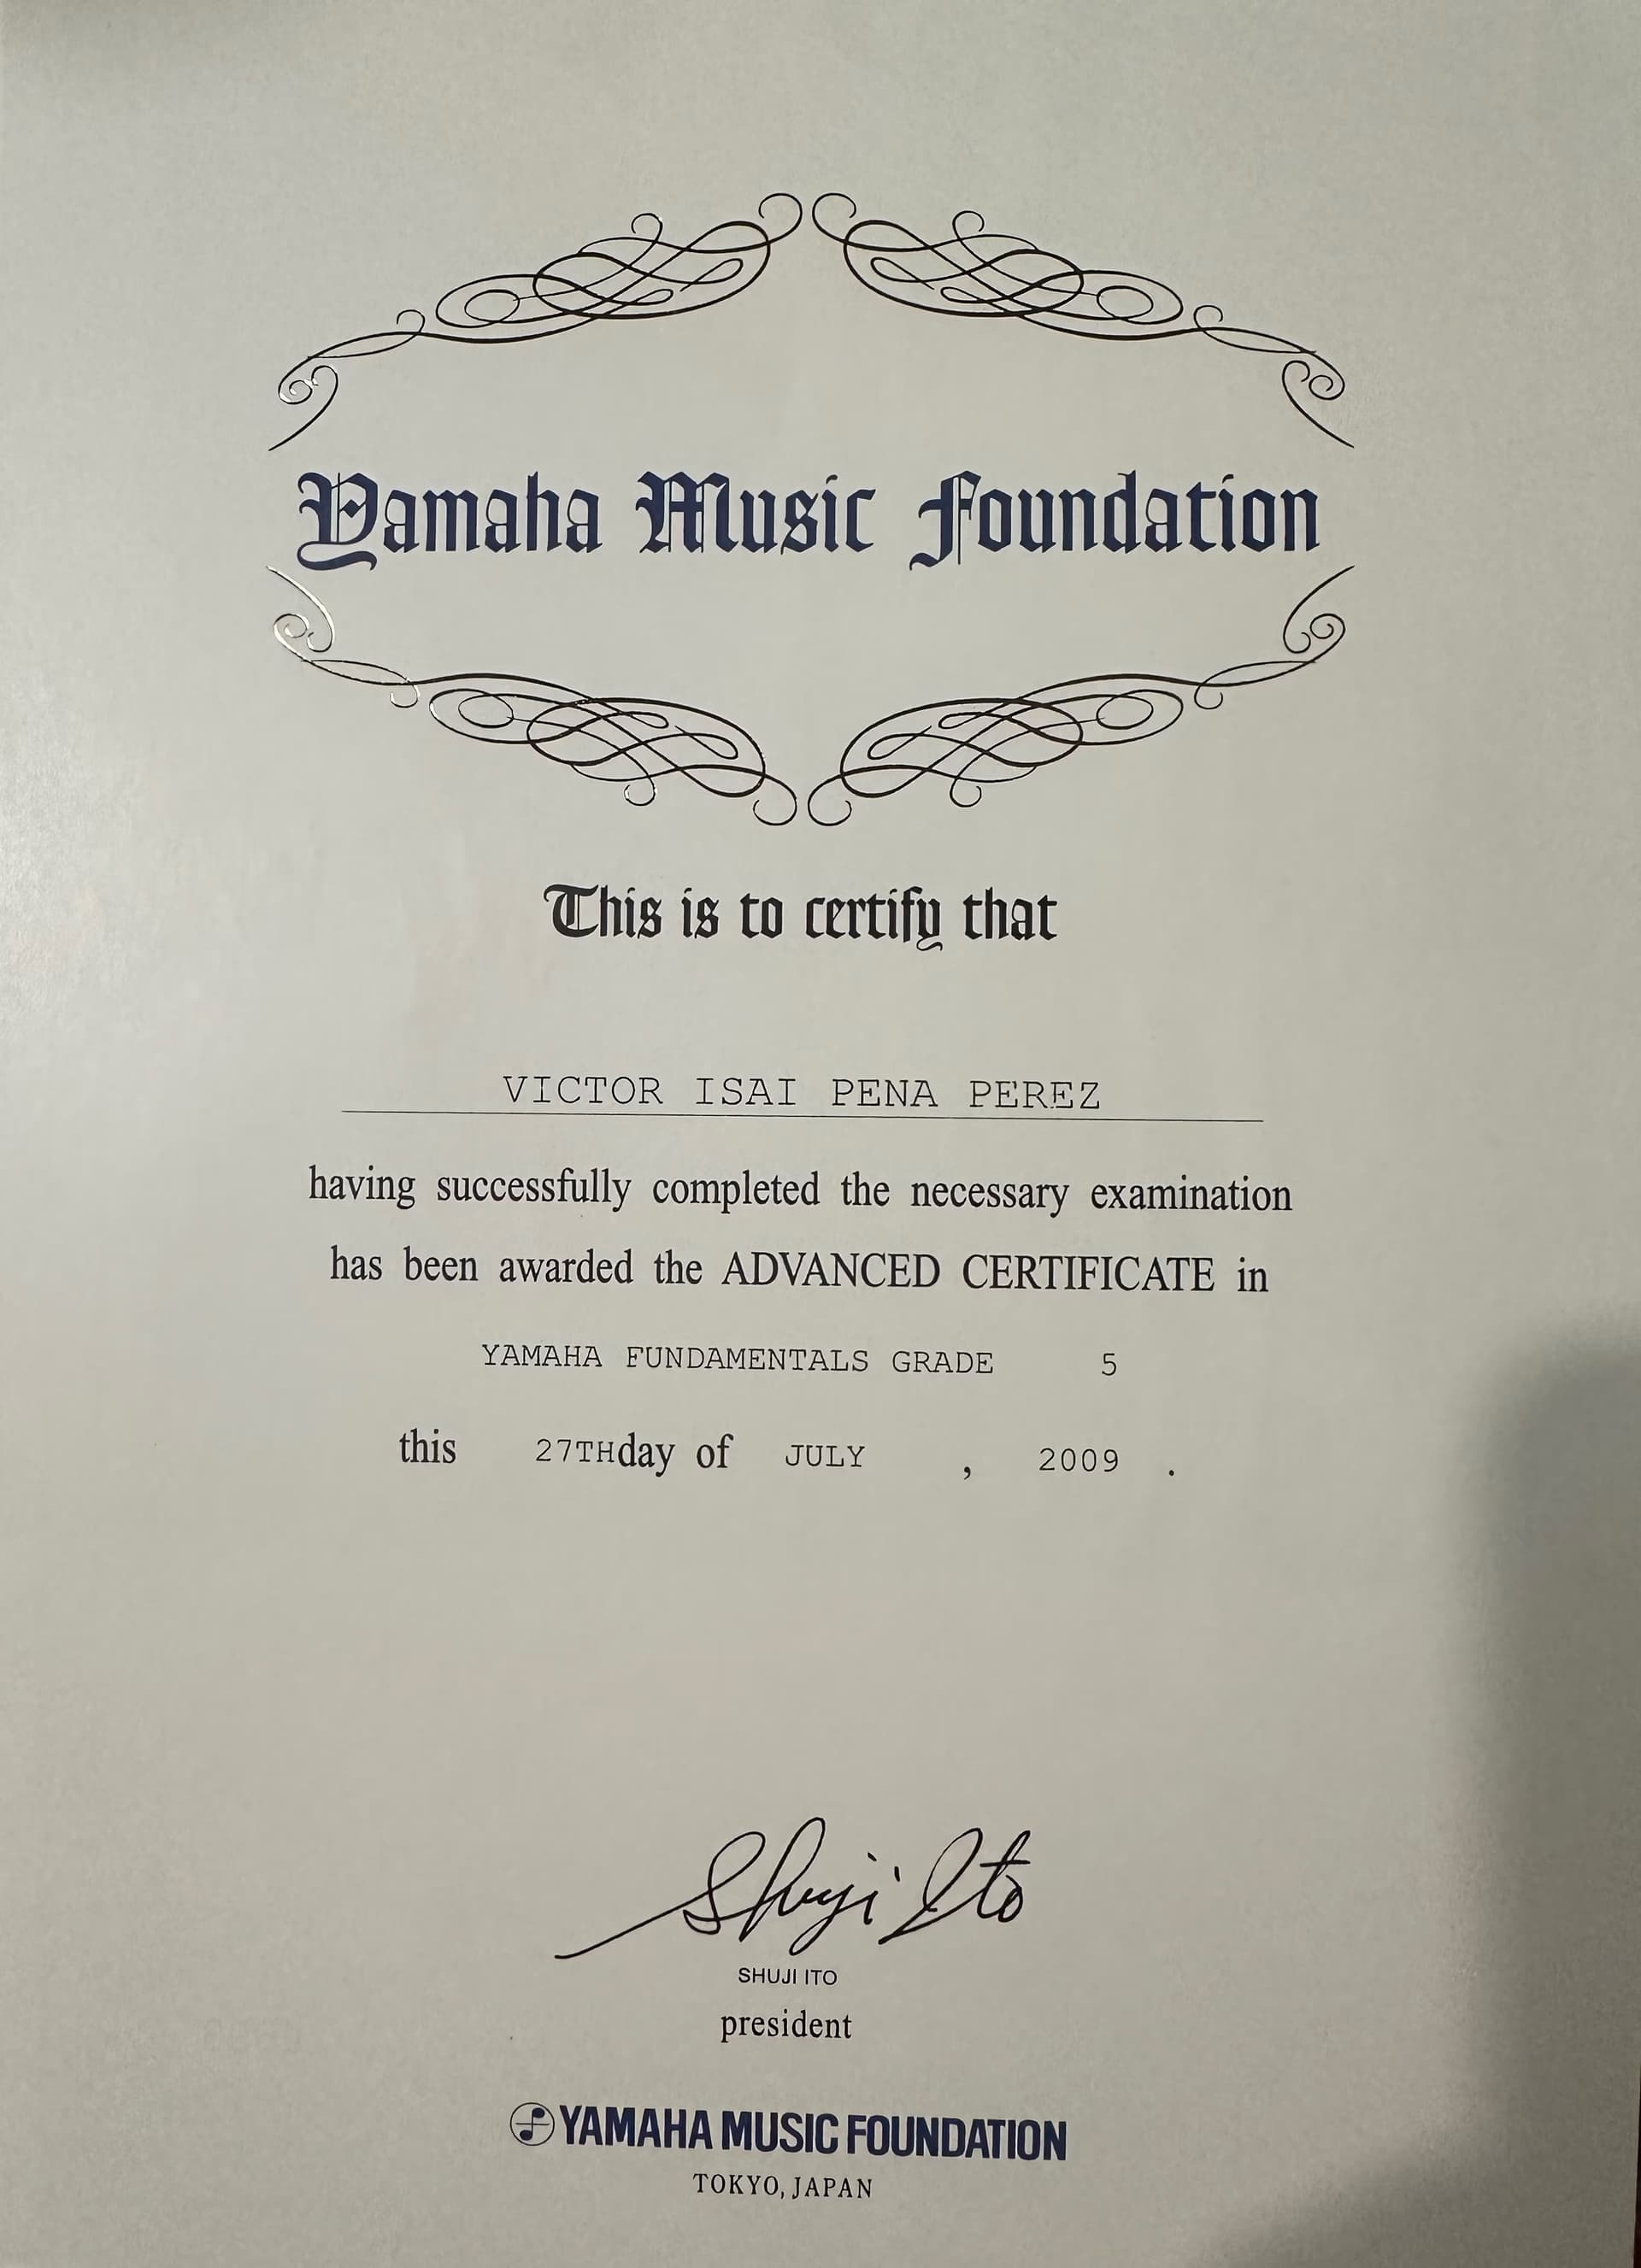 Yamaha Music Foundation
This is to certify that
VICTOR ISAI PENA PEREZ
having successfully completed the necessary examination
has been awarded the ADVANCED CERTIFICATE in
YAMAHA FUNDAMENTALS GRADE 5
this 27TH day of JULY , 2009 .
Shuji Ito
SHUJI ITO
president
YAMAHA MUSIC FOUNDATION
TOKYO, JAPAN